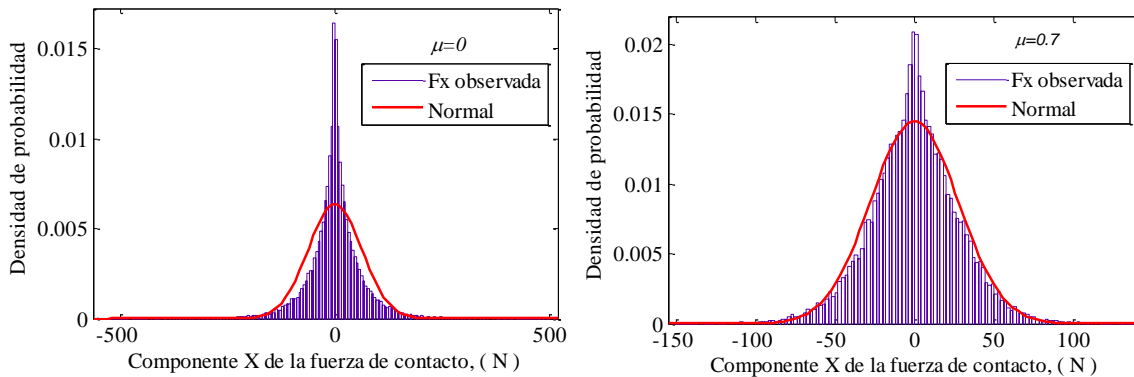 Densidad de probabilidad
0.015
0.01
0.005
0
μ=0
Fx observada
Normal
-500
0
500
Componente X de la fuerza de contacto, ( N )
Densidad de probabilidad
0.02
0.015
0.01
0.005
0
μ=0.7
Fx observada
Normal
-150
-100
-50
0
50
100
Componente X de la fuerza de contacto, ( N )